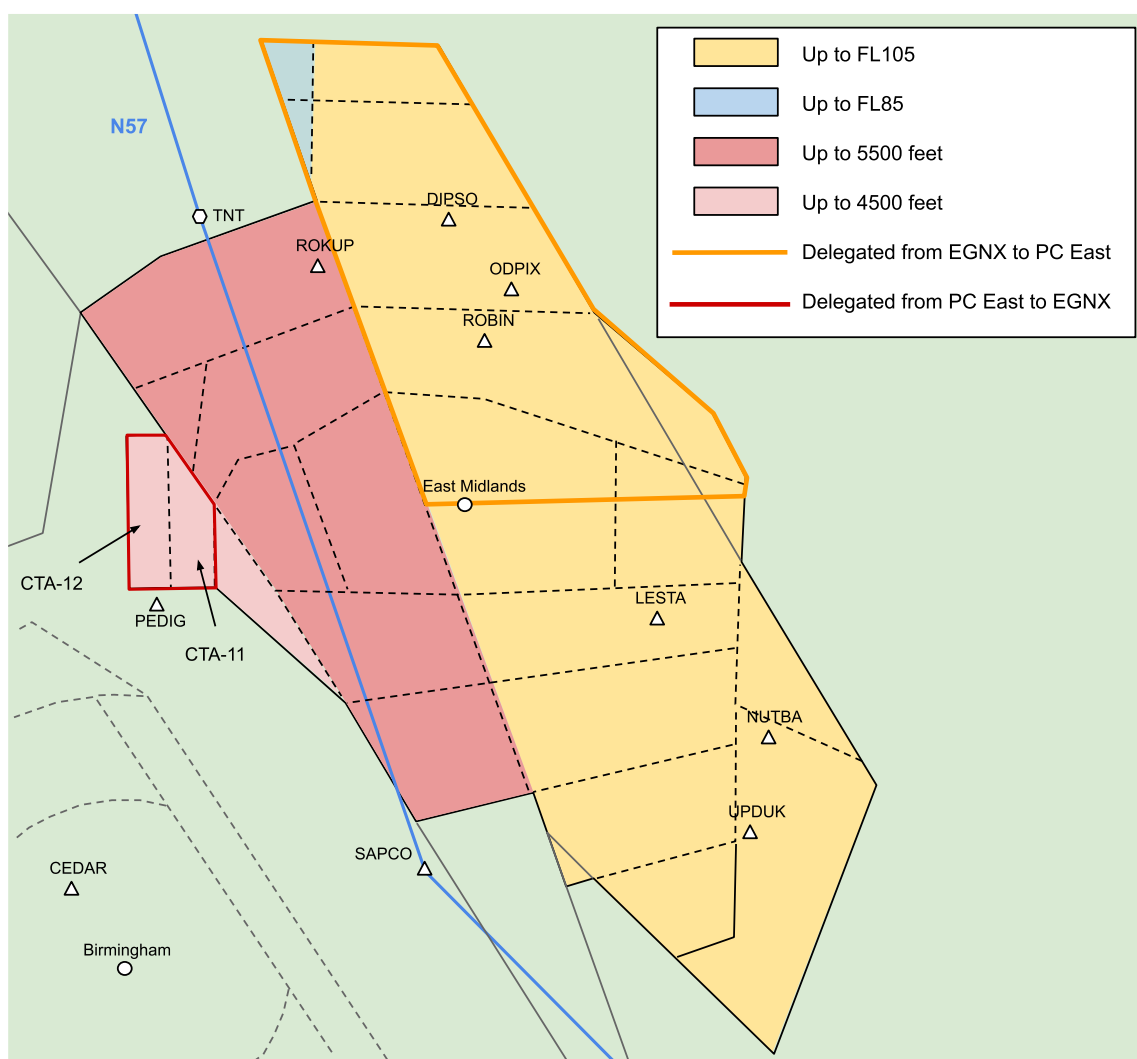 Up to FL105
Up to FL85
N57
Up to 5500 feet
Up to 4500 feet
DIPSO
TNT
ROKUP
Delegated from EGNX to PC East
ODPIX
Delegated from PC East to EGNX
ROBIN
East Midlands
CTA-12
LESTA
PEDIG
CTA-11
NUTBA
UPDUK
SAPCO
CEDAR
Birmingham